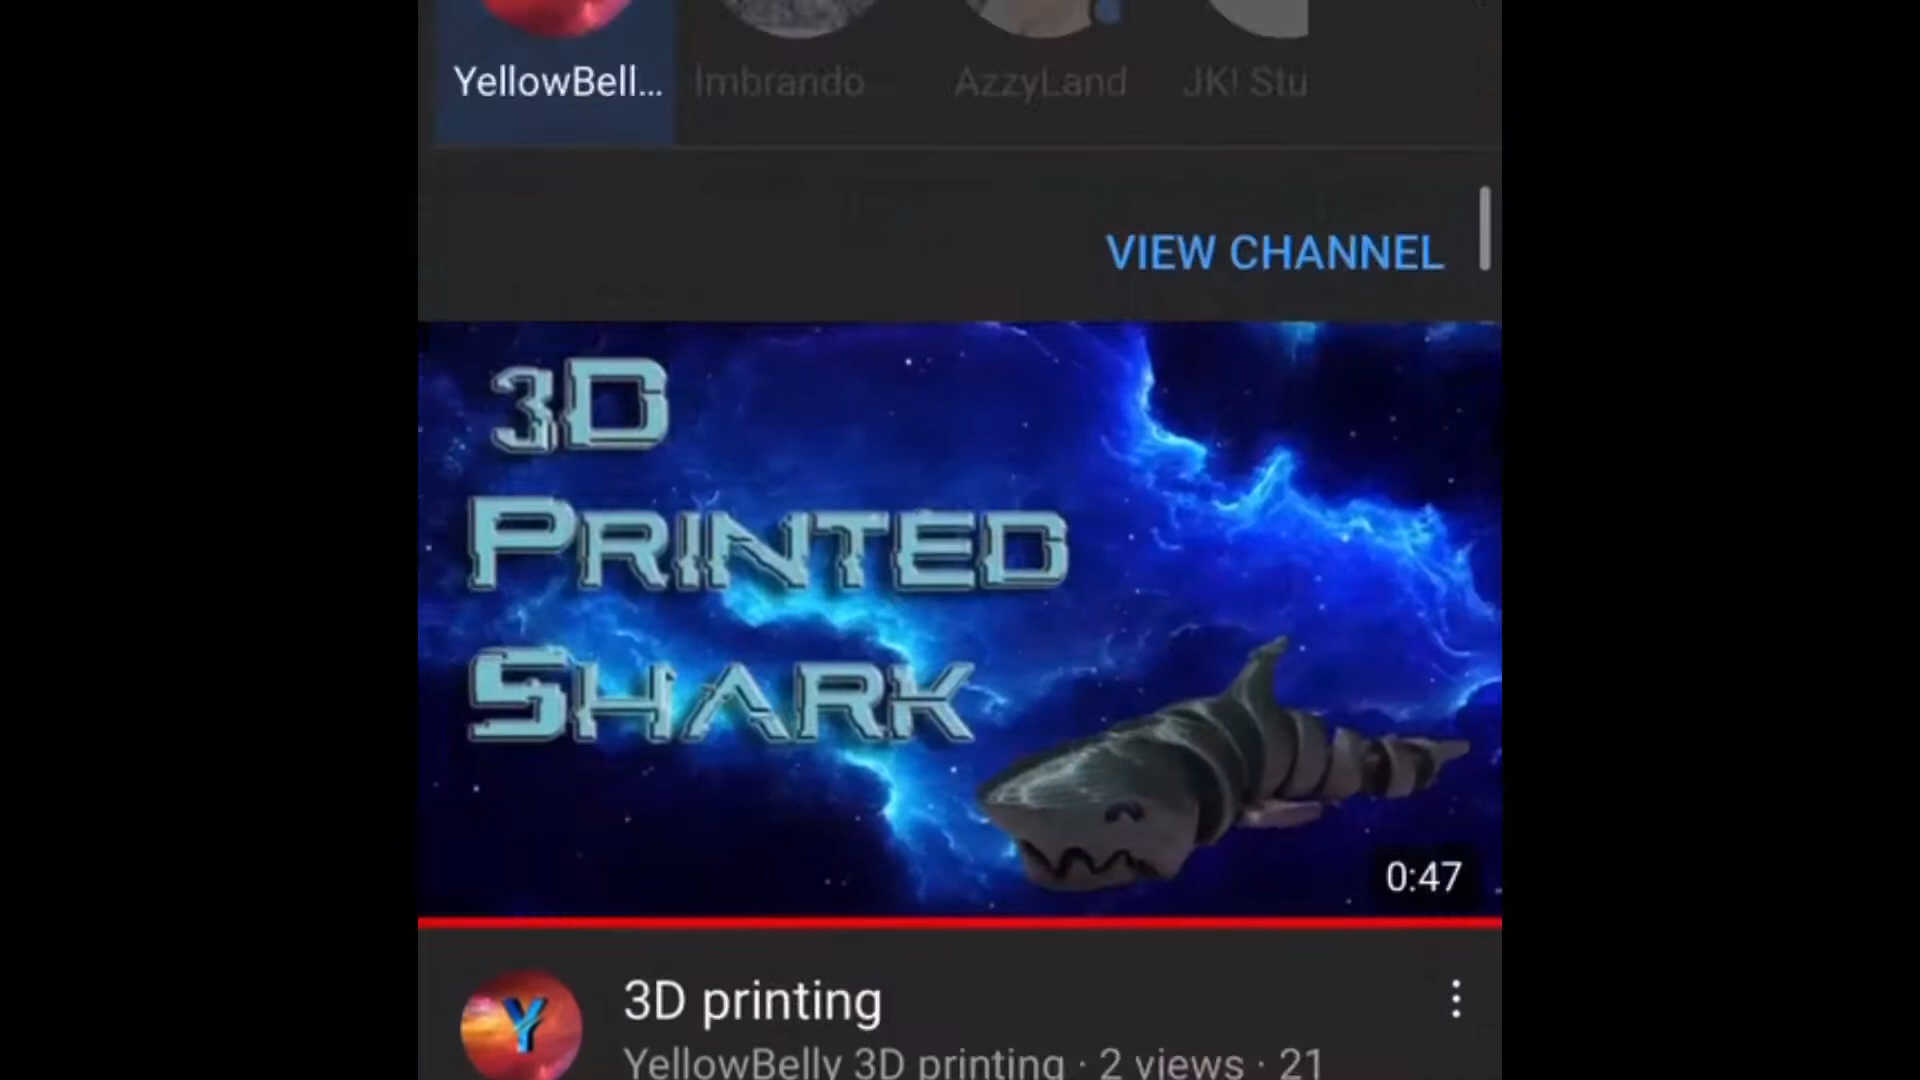 YellowBell...
Imbrando
AzzyLand
JK! Stu
VIEW CHANNEL
3D
PRINTED
SHARK
0:47
Y
3D printing
YellowBelly 3D printing · 2 views · 21